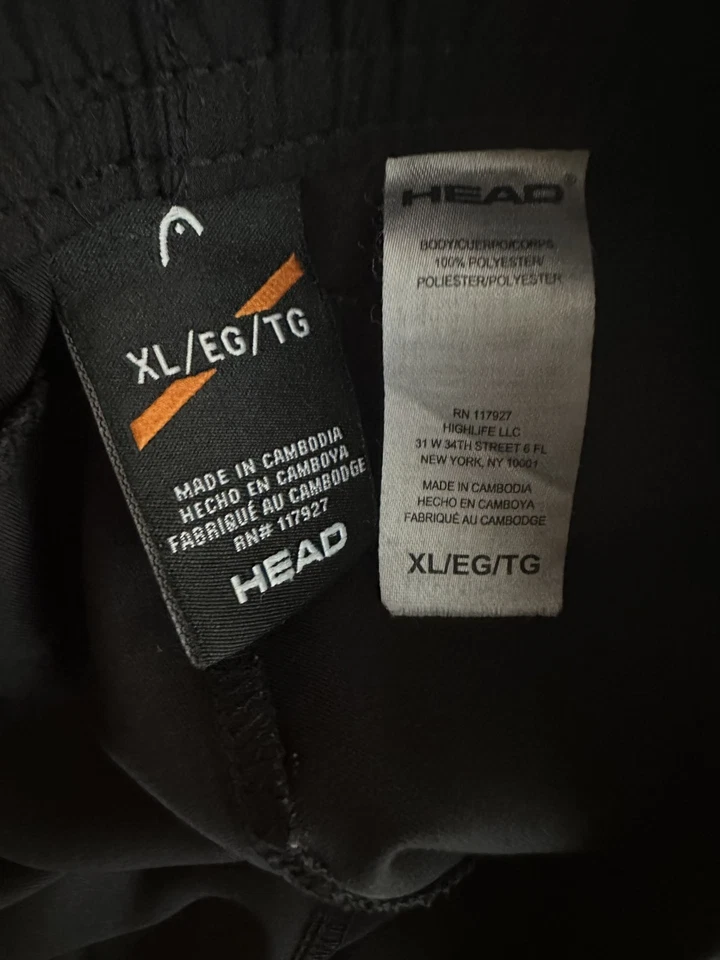 XL/EG/TG
MADE IN CAMBODIA
HECHO EN CAMBOYA
FABRIQUÉ AU CAMBODGE
RN# 117927
HEAD
HEAD®
BODY/CUERPO/CORPS
100% POLYESTER/
POLIESTER/POLYESTER
RN 117927
HIGHLIFE LLC
31 W 34TH STREET 6 FL
NEW YORK, NY 10001
MADE IN CAMBODIA
HECHO EN CAMBOYA
FABRIQUÉ AU CAMBODGE
XL/EG/TG